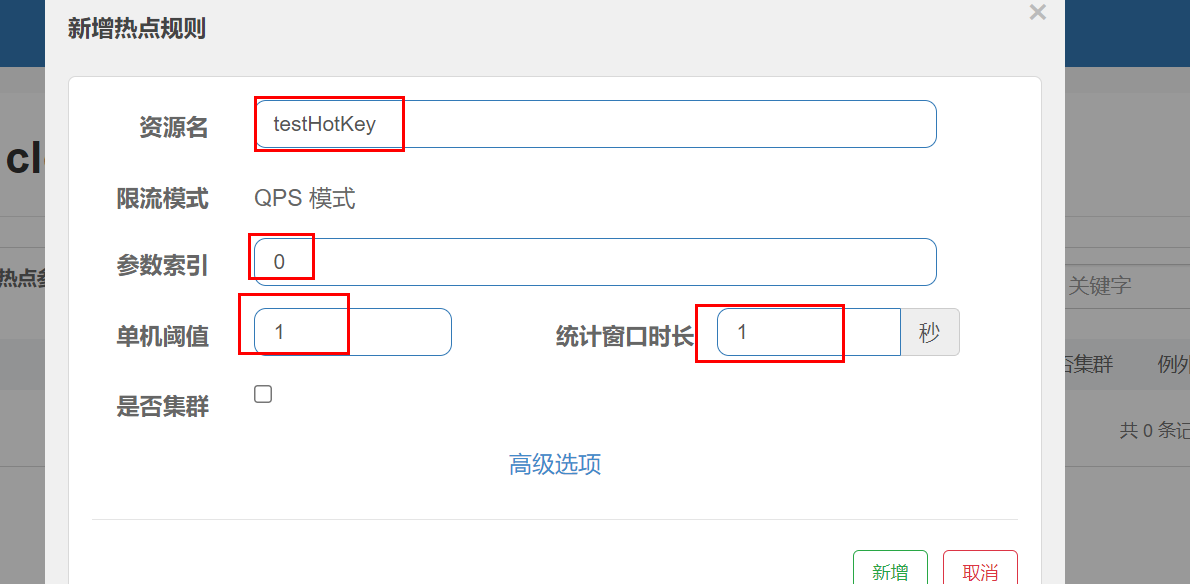 新增热点规则
×
资源名 testHotKey
cl
限流模式 QPS 模式
参数索引 0
热点参
关键字
单机阈值 1 统计窗口时长 1 秒
否集群 例外
是否集群
共 0 条记
高级选项
新增 取消